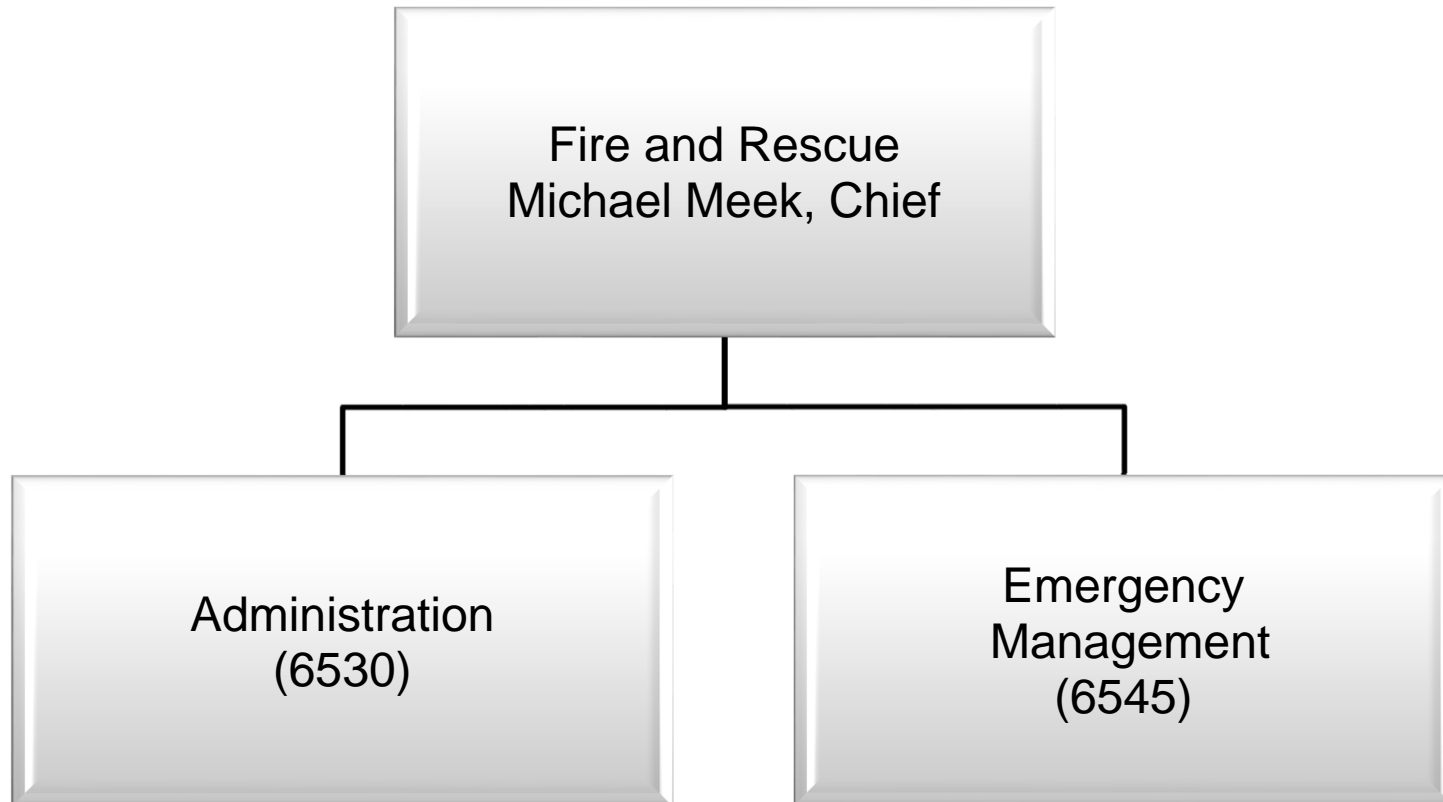 Fire and Rescue
Michael Meek, Chief
Administration
(6530)
Emergency
Management
(6545)